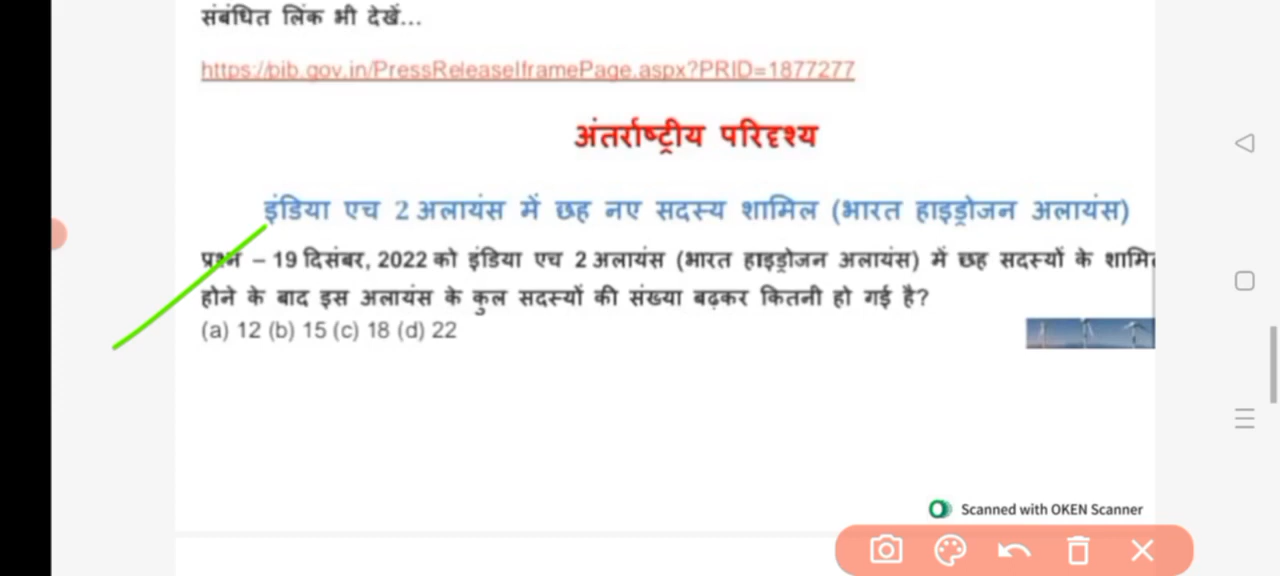 संबंधित लिंक भी देखें...
https://pib.gov.in/PressReleaseIframePage.aspx?PRID=1877277
अंतर्राष्ट्रीय परिदृश्य
इंडिया एच 2 अलायंस में छह नए सदस्य शामिल (भारत हाइड्रोजन अलायंस)
प्रश्न – 19 दिसंबर, 2022 को इंडिया एच 2 अलायंस (भारत हाइड्रोजन अलायंस) में छह सदस्यों के शामि
होने के बाद इस अलायंस के कुल सदस्यों की संख्या बढ़कर कितनी हो गई है?
(a) 12 (b) 15 (c) 18 (d) 22
Scanned with OKEN Scanner